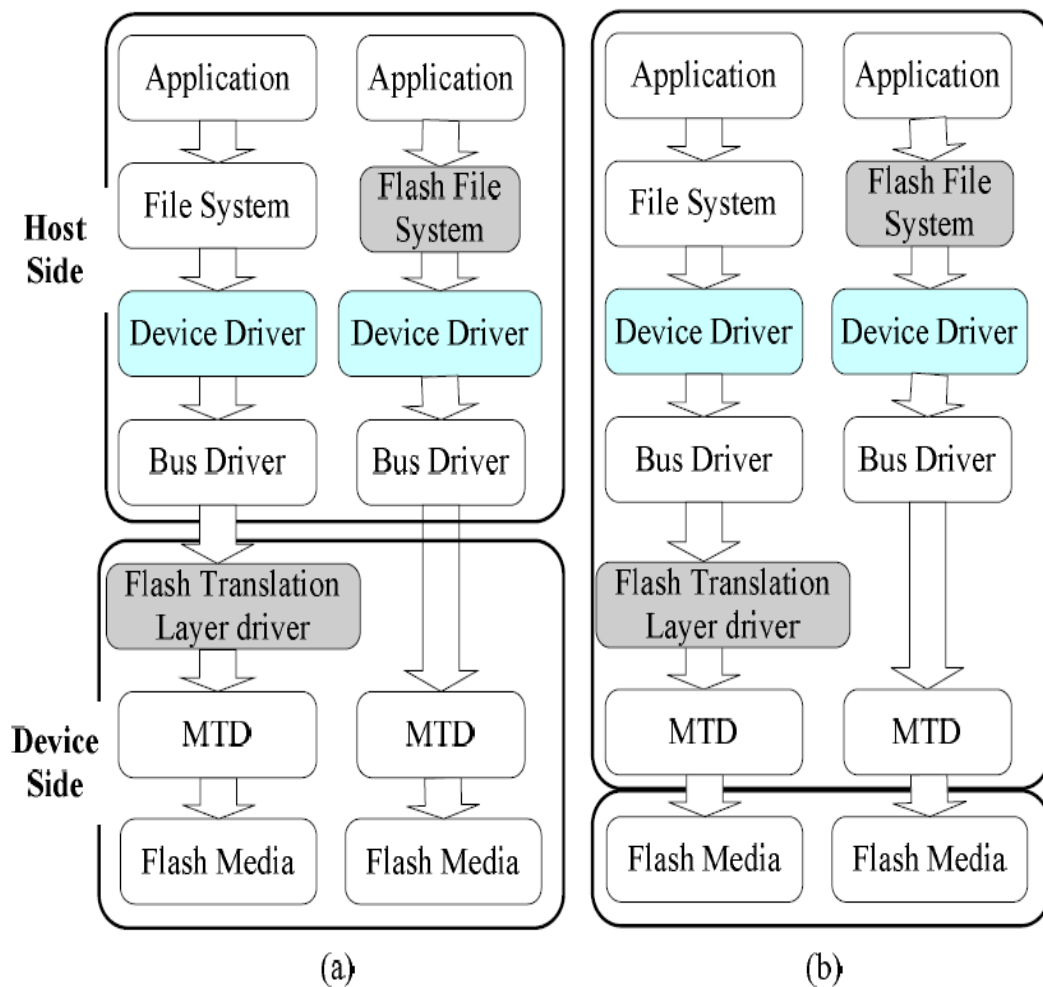 Application
Application
File System
Flash File
System
Host
Side
Device Driver
Device Driver
Bus Driver
Bus Driver
Flash Translation
Layer driver
MTD
MTD
Device
Side
Flash Media
Flash Media
(a)
Application
Application
File System
Flash File
System
Device Driver
Device Driver
Bus Driver
Bus Driver
Flash Translation
Layer driver
MTD
MTD
Flash Media
Flash Media
(b)